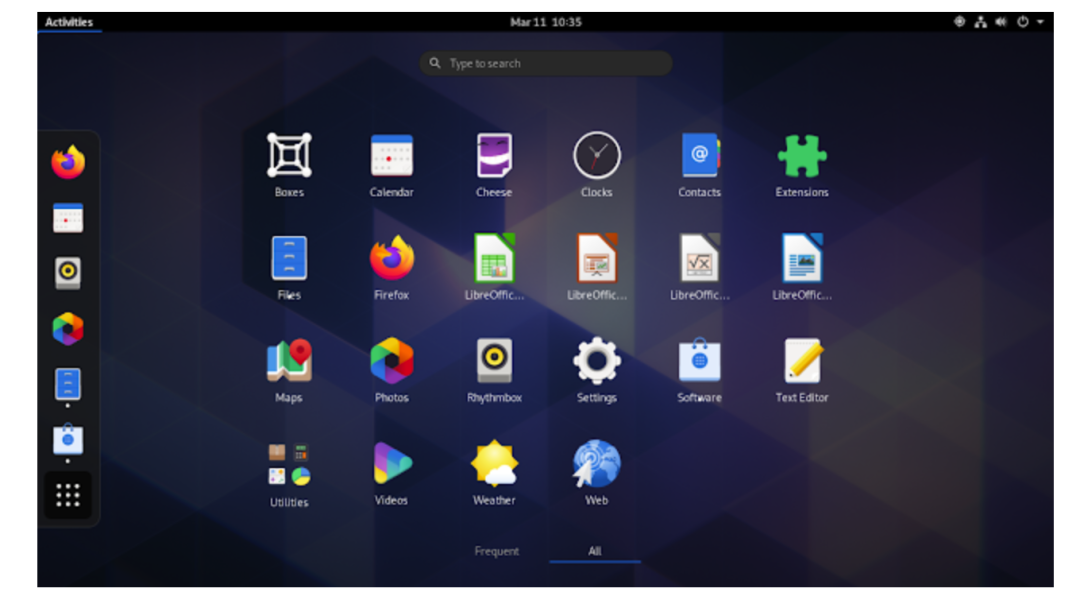 Activities Mar 11 10:35
Type to search
Boxes Calendar Cheese Clocks Contacts Extensions
Files Firefox LibreOffic... LibreOffic... LibreOffic... LibreOffic...
Maps Photos Rhythmbox Settings Software Text Editor
Utilities Videos Weather Web
Frequent All